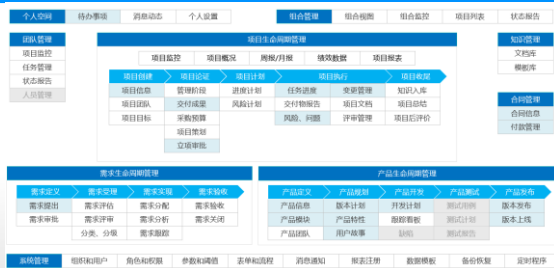 个人空间 待办事项 消息动态 个人设置 组合管理 组合视图 组合监控 项目列表 状态报告
团队管理
项目监控
任务管理
状态报告
人员管理
项目生命周期管理
项目监控 项目概况 周报/月报 绩效数据 项目报表
项目创建 项目论证 项目计划 项目执行 项目收尾
项目信息 管理阶段 进度计划 任务进度 变更管理 知识入库
项目团队 交付成果 风险计划 交付物报告 项目文档 项目总结
项目目标 采购预算 风险、问题 评审管理 项目后评价
项目策划
立项审批
知识管理
文档库
模板库
合同管理
合同信息
付款管理
需求生命周期管理
需求定义 需求受理 需求实现 需求验收
需求提出 需求评估 需求分配 需求验收
需求审批 需求评审 需求分析 需求关闭
分类、分级 需求跟踪
产品生命周期管理
产品定义 产品规划 产品开发 产品测试 产品发布
产品信息 版本计划 开发计划 测试用例 版本发布
产品模块 产品特性 跟踪看板 测试计划 版本上线
产品团队 用户故事 缺陷 测试报告
系统管理 组织和用户 角色和权限 参数和阈值 表单和流程 消息通知 报表注册 数据模板 备份恢复 定时程序